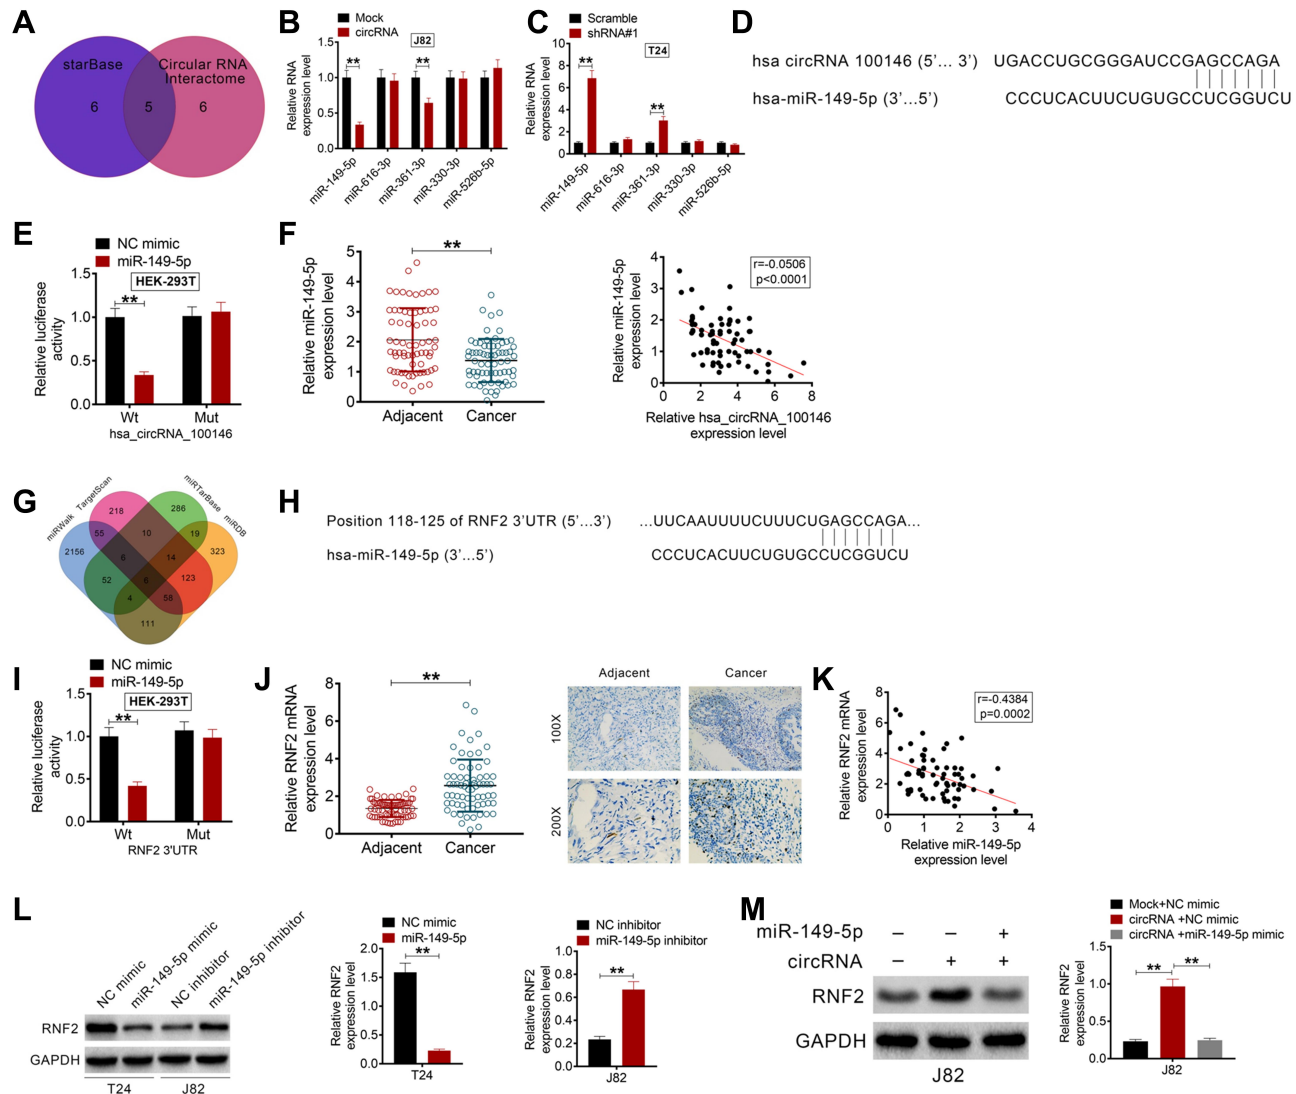 A
starBase
Circular RNA
Interactome
6
5
6
B
Mock
circRNA
J82
Relative RNA
expression level
1.5
1.0
0.5
0.0
**
**
miR-149-5p
miR-616-3p
miR-361-3p
miR-330-3p
miR-526b-5p
C
Scramble
shRNA#1
T24
Relative RNA
expression level
10
8
6
4
2
0
**
**
miR-149-5p
miR-616-3p
miR-361-3p
miR-330-3p
miR-526b-5p
D
hsa circRNA 100146 (5'... 3')
UGACCUGCGGGAUCCGAGCCAGA
hsa-miR-149-5p (3'...5')
CCCUCACUUCUGUGCCUCGGUCU
E
NC mimic
miR-149-5p
HEK-293T
Relative luciferase
activity
1.5
1.0
0.5
0.0
**
Wt
Mut
hsa_circRNA_100146
F
Relative miR-149-5p
expression level
5
4
3
2
1
0
**
Adjacent
Cancer
Relative miR-149-5p
expression level
4
3
2
1
0
r=-0.0506
p<0.0001
0
2
4
6
8
Relative hsa_circRNA_100146
expression level
G
miRWalk
TargetScan
miRTarBase
miRDB
218
286
55
10
19
2156
6
14
323
52
6
123
4
58
111
H
Position 118-125 of RNF2 3'UTR (5'...3')
...UUCAAUUUUCUUUCUGAGCCAGA...
hsa-miR-149-5p (3'...5')
CCCUCACUUCUGUGCCUCGGUCU
I
NC mimic
miR-149-5p
HEK-293T
Relative luciferase
activity
1.5
1.0
0.5
0.0
**
Wt
Mut
RNF2 3'UTR
J
Relative RNF2 mRNA
expression level
8
6
4
2
0
**
Adjacent
Cancer
Adjacent
Cancer
100X
200X
K
Relative RNF2 mRNA
expression level
8
6
4
2
0
r=-0.4384
p=0.0002
0
1
2
3
4
Relative miR-149-5p
expression level
L
NC mimic
miR-149-5p mimic
NC inhibitor
miR-149-5p inhibitor
RNF2
GAPDH
T24
J82
NC mimic
miR-149-5p
Relative RNF2
expression level
2.0
1.5
1.0
0.5
0.0
**
T24
NC inhibitor
miR-149-5p inhibitor
Relative RNF2
expression level
1.0
0.8
0.6
0.4
0.2
0.0
**
J82
M
miR-149-5p
− − +
circRNA
− + +
RNF2
GAPDH
J82
Mock+NC mimic
circRNA +NC mimic
circRNA +miR-149-5p mimic
Relative RNF2
expression level
1.5
1.0
0.5
0.0
**
**
J82